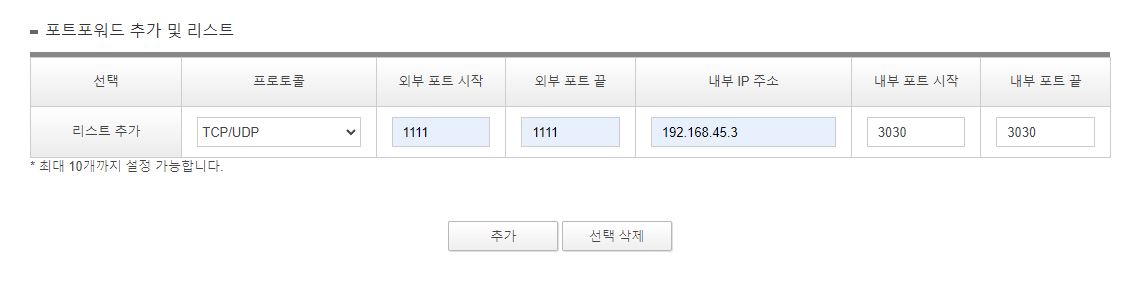 포트포워드 추가 및 리스트
선택 프로토콜 외부 포트 시작 외부 포트 끝 내부 IP 주소 내부 포트 시작 내부 포트 끝
리스트 추가 TCP/UDP 1111 1111 192.168.45.3 3030 3030
* 최대 10개까지 설정 가능합니다.
추가 선택 삭제